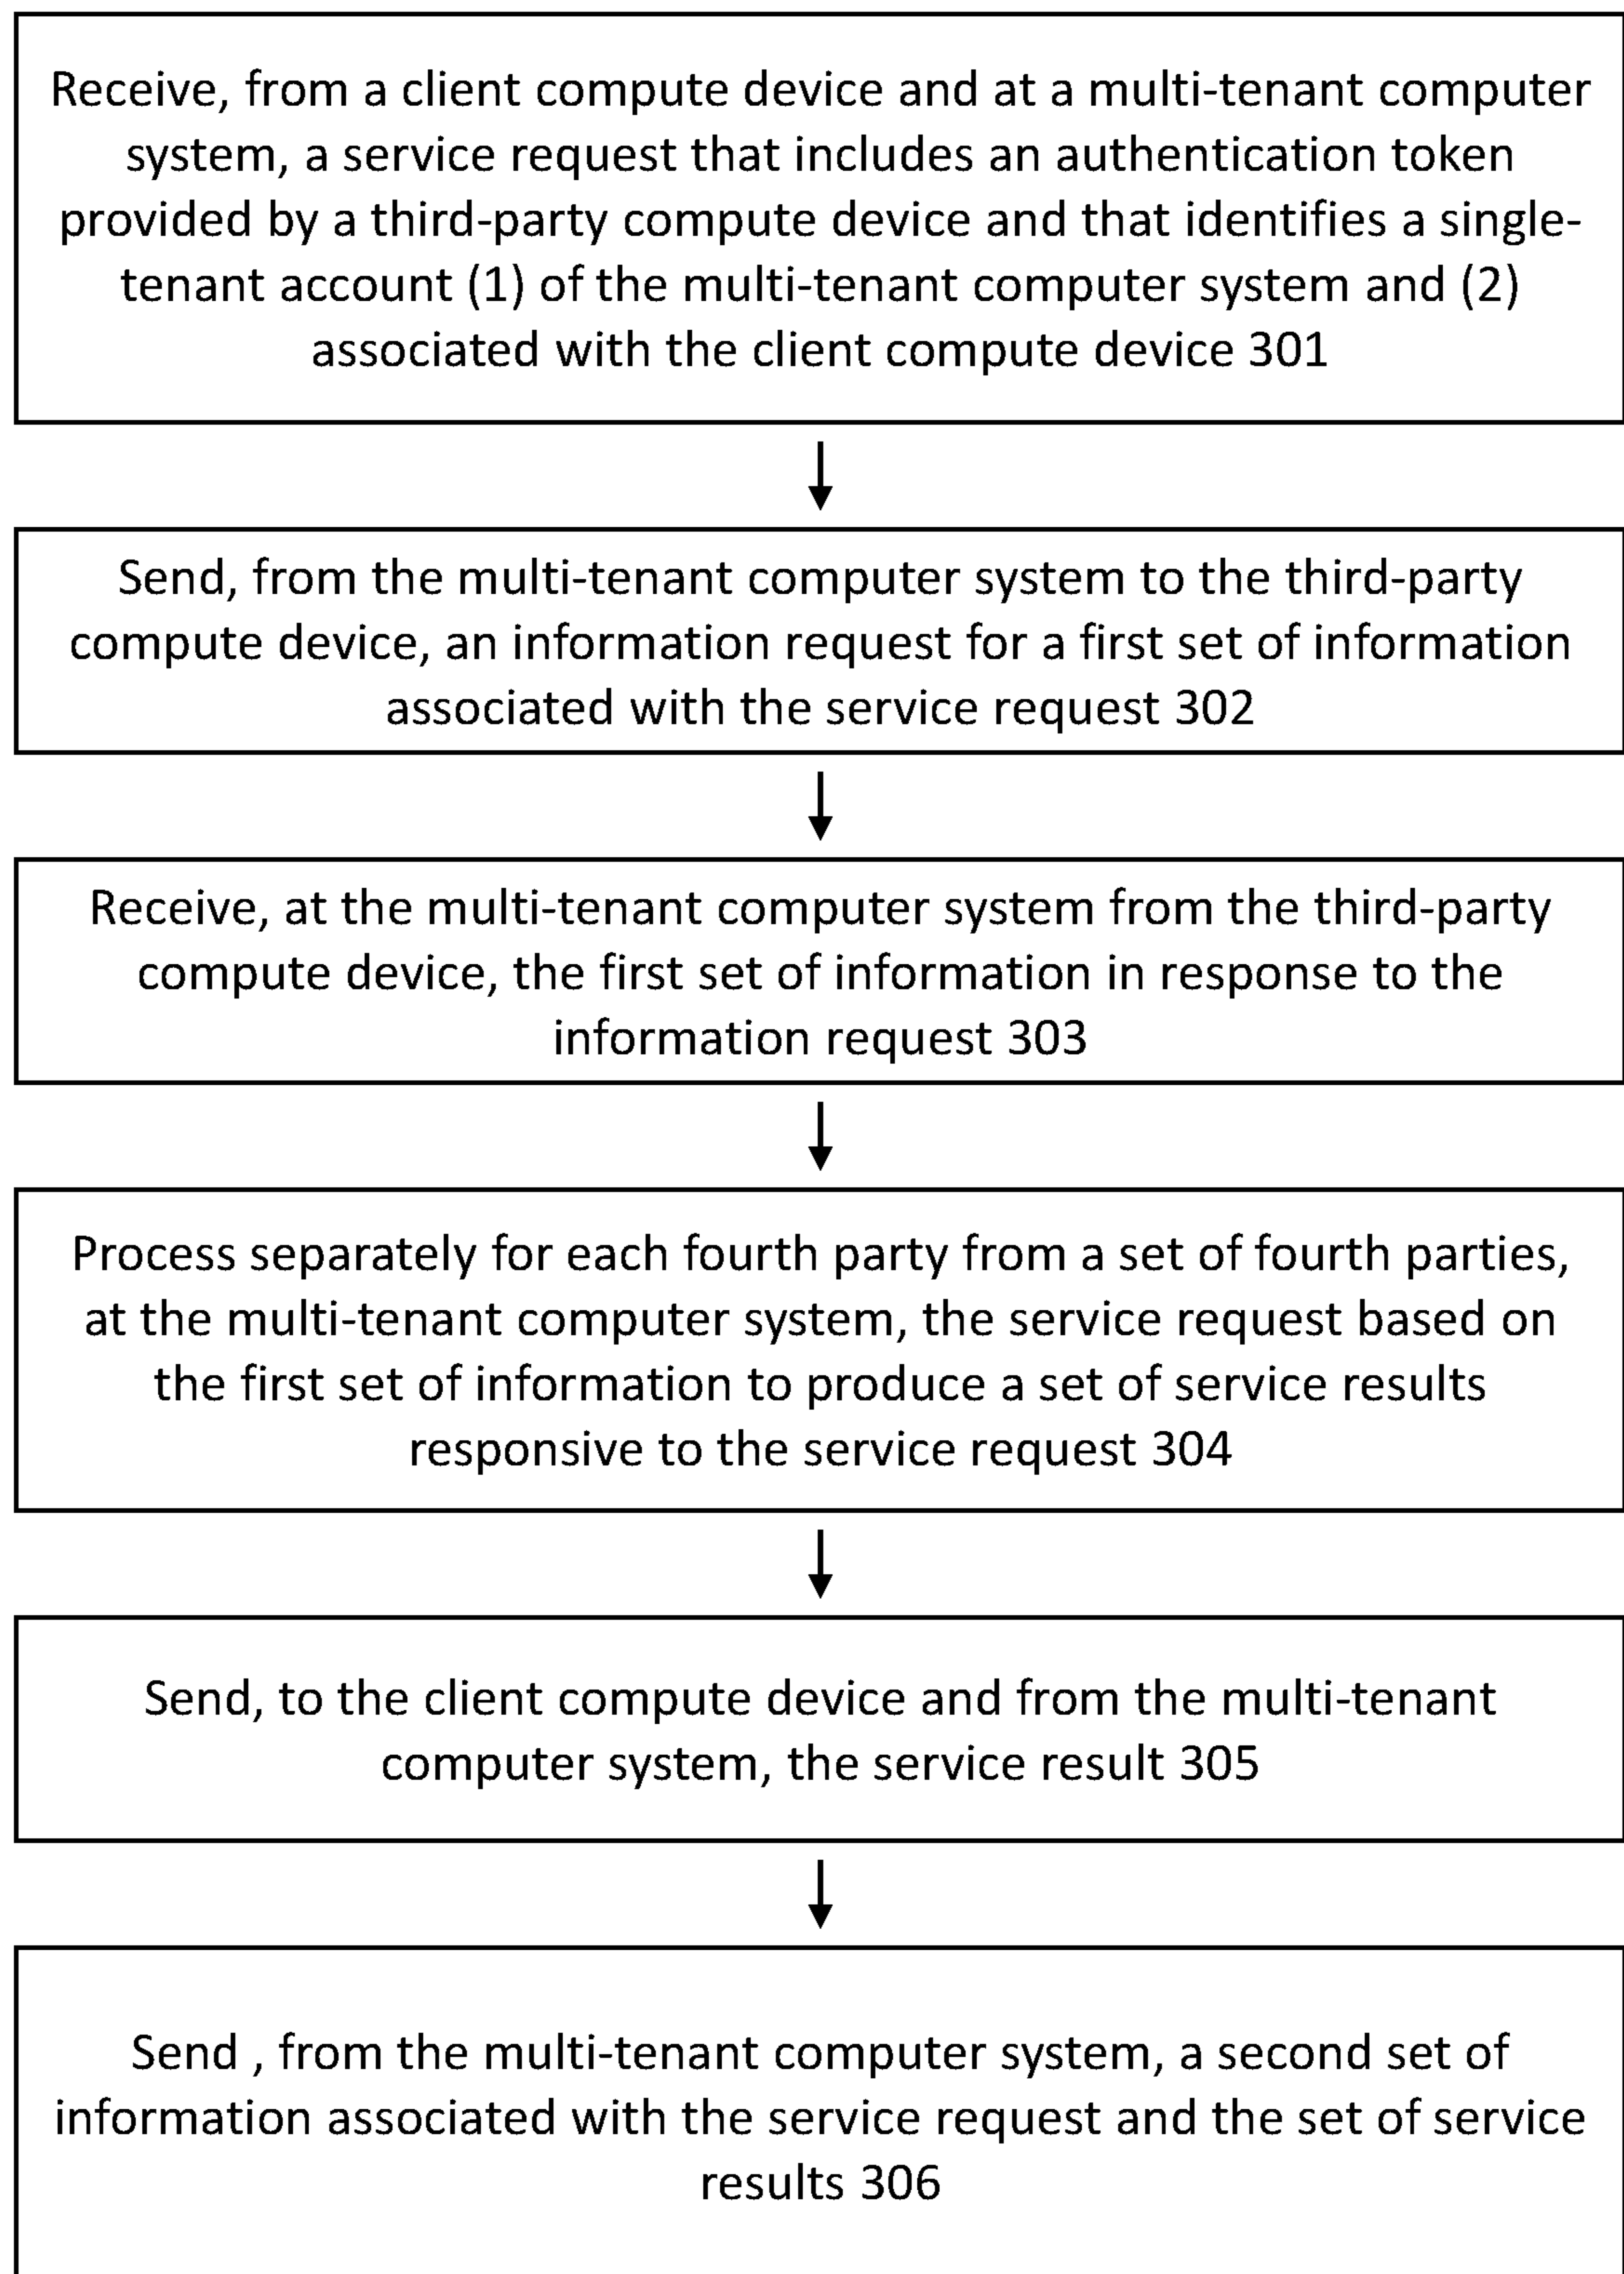 Receive, from a client compute device and at a multi-tenant computer
system, a service request that includes an authentication token
provided by a third-party compute device and that identifies a single-
tenant account (1) of the multi-tenant computer system and (2)
associated with the client compute device 301
Send, from the multi-tenant computer system to the third-party
compute device, an information request for a first set of information
associated with the service request 302
Receive, at the multi-tenant computer system from the third-party
compute device, the first set of information in response to the
information request 303
Process separately for each fourth party from a set of fourth parties,
at the multi-tenant computer system, the service request based on
the first set of information to produce a set of service results
responsive to the service request 304
Send, to the client compute device and from the multi-tenant
computer system, the service result 305
Send , from the multi-tenant computer system, a second set of
information associated with the service request and the set of service
results 306